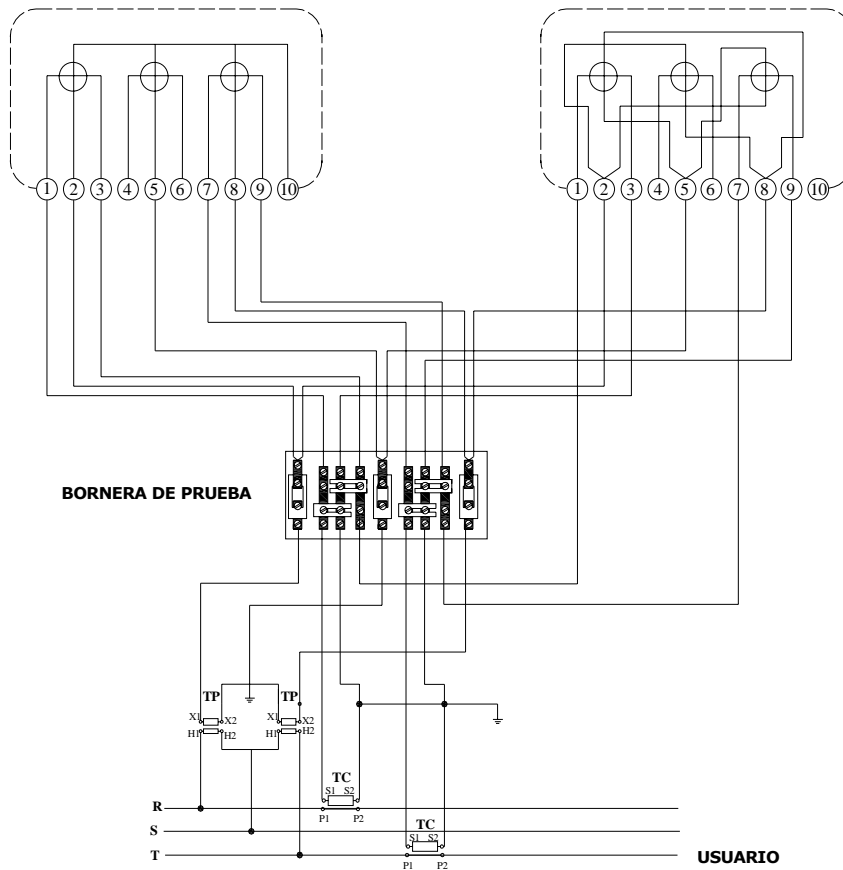 1 2 3 4 5 6 7 8 9 10
1 2 3 4 5 6 7 8 9 10
BORNERA DE PRUEBA
TP TP
X1 X2 X1 X2
H1 H2 H1 H2
TC
S1 S2
R
P1 P2
TC
S
S1 S2
T
P1 P2
USUARIO